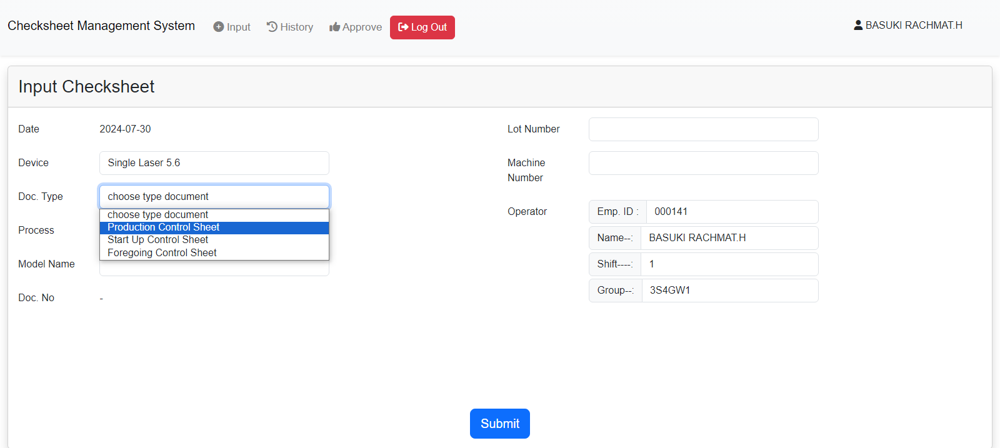 Checksheet Management System Input History Approve Log Out BASUKI RACHMAT.H
Input Checksheet
Date 2024-07-30
Device Single Laser 5.6
Doc. Type choose type document
choose type document
Production Control Sheet
Start Up Control Sheet
Foregoing Control Sheet
Process
Model Name
Doc. No -
Lot Number
Machine
Number
Operator Emp. ID : 000141
Name--: BASUKI RACHMAT.H
Shift----: 1
Group--: 3S4GW1
Submit